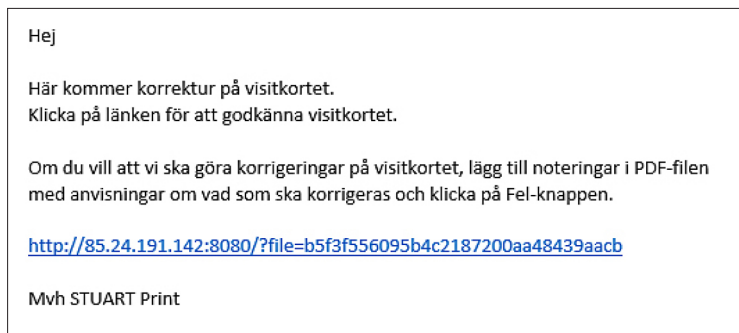 Hej
Här kommer korrektur på visitkortet.
Klicka på länken för att godkänna visitkortet.
Om du vill att vi ska göra korrigeringar på visitkortet, lägg till noteringar i PDF-filen
med anvisningar om vad som ska korrigeras och klicka på Fel-knappen.
http://85.24.191.142:8080/?file=b5f3f556095b4c2187200aa48439aacb
Mvh STUART Print